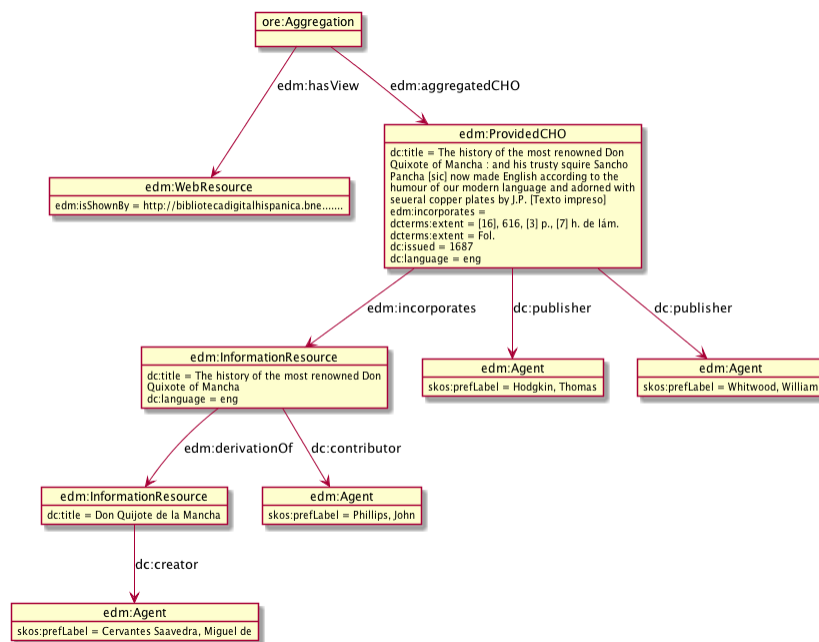 ore:Aggregation
edm:hasView
edm:aggregatedCHO
edm:ProvidedCHO
dc:title = The history of the most renowned Don
Quixote of Mancha : and his trusty squire Sancho
Pancha [sic] now made English according to the
humour of our modern language and adorned with
seueral copper plates by J.P. [Texto impreso]
edm:incorporates =
dcterms:extent = [16], 616, [3] p., [7] h. de lám.
dcterms:extent = Fol.
dc:issued = 1687
dc:language = eng
edm:WebResource
edm:isShownBy = http://bibliotecadigitalhispanica.bne.......
edm:incorporates
dc:publisher
dc:publisher
edm:InformationResource
dc:title = The history of the most renowned Don
Quixote of Mancha
dc:language = eng
edm:Agent
skos:prefLabel = Hodgkin, Thomas
edm:Agent
skos:prefLabel = Whitwood, William
edm:derivationOf
dc:contributor
edm:InformationResource
dc:title = Don Quijote de la Mancha
edm:Agent
skos:prefLabel = Phillips, John
dc:creator
edm:Agent
skos:prefLabel = Cervantes Saavedra, Miguel de